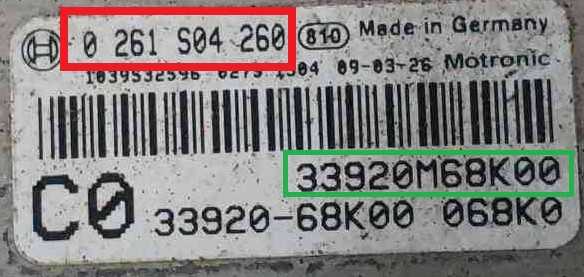 0 261 S04 260 810 Made in Germany
1039S32596 0273 1304 09-03-26 Motronic
33920M68K00
C0 33920-68K00 068K0